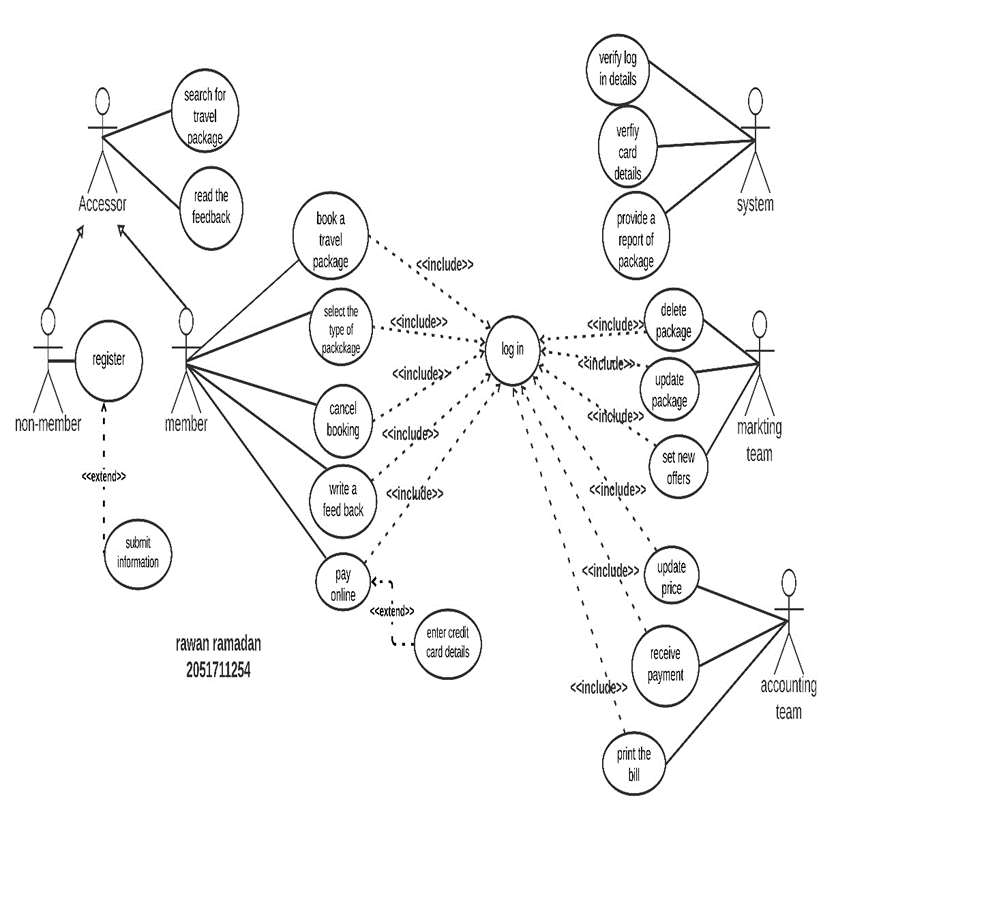 verify log
in details
verfiy
card
details
provide a
report of
package
system
search for
travel
package
read the
feedback
Accessor
register
non-member
member
<<extend>>
submit
information
book a
travel
package
select the
type of
packckage
cancel
booking
write a
feed back
pay
online
<<extend>>
enter credit
card details
<<include>>
<<include>>
<<include>>
<<include>>
<<include>>
log in
<<include>>
<<include>>
<<include>>
<<include>>
<<include>>
<<include>>
delete
package
update
package
set new
offers
markting
team
update
price
receive
payment
print the
bill
accounting
team
rawan ramadan
2051711254